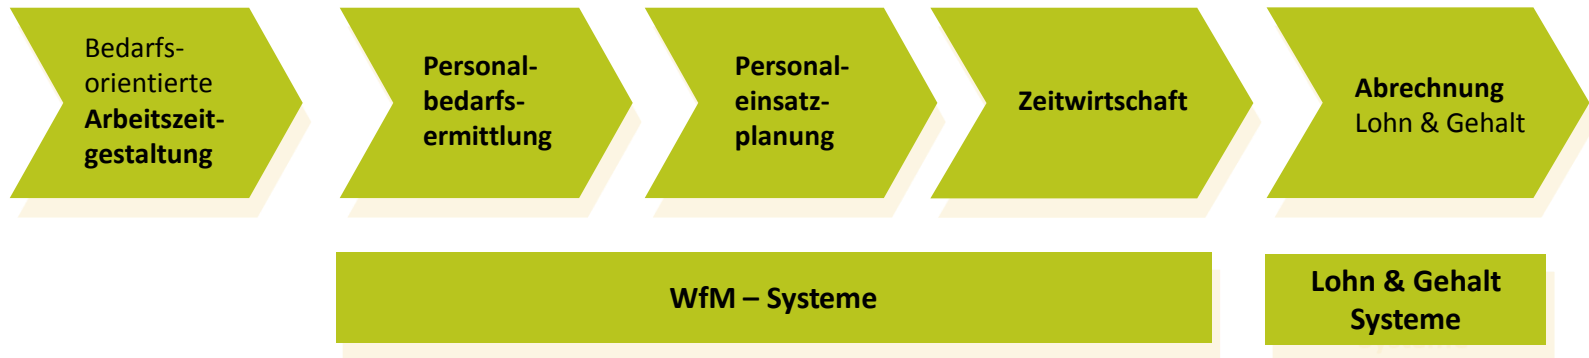 Bedarfs-
orientierte
Arbeitszeit-
gestaltung
Personal-
bedarfs-
ermittlung
Personal-
einsatz-
planung
Zeitwirtschaft
Abrechnung
Lohn & Gehalt
WfM – Systeme
Lohn & Gehalt
Systeme